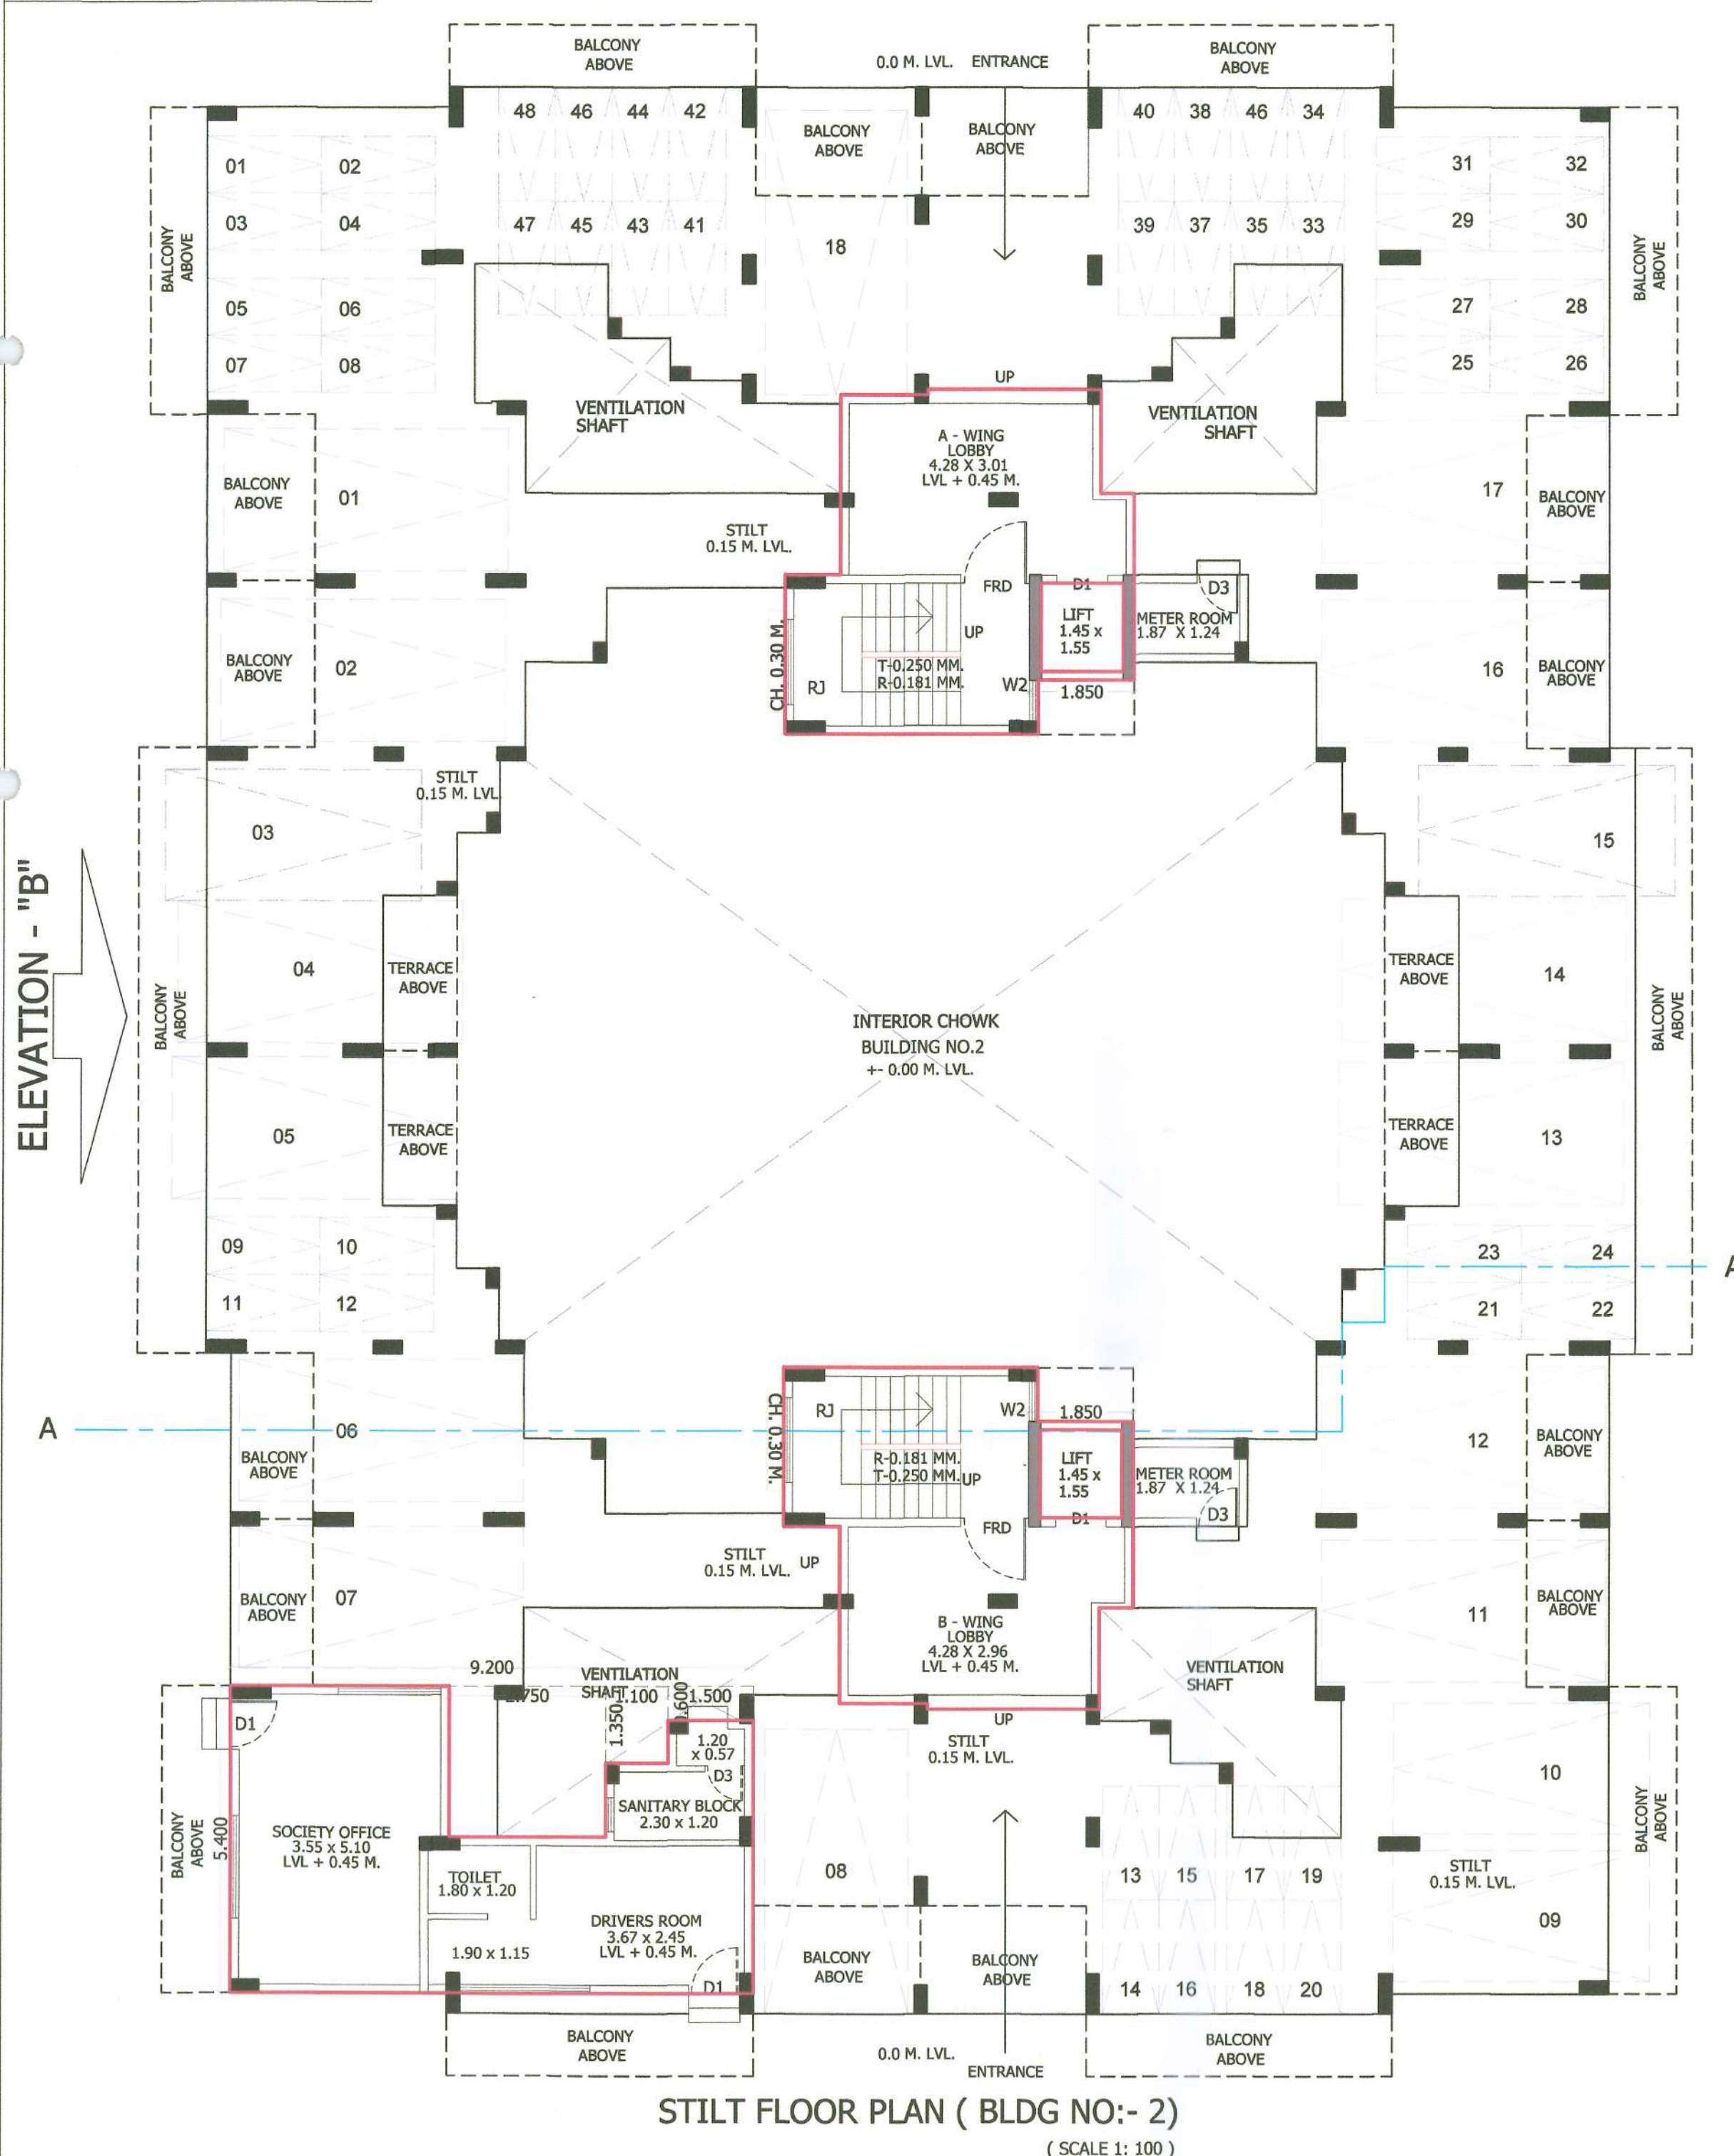 BALCONY
ABOVE
0.0 M. LVL. ENTRANCE
BALCONY
ABOVE
48 46 44 42
40 38 46 34
BALCONY
ABOVE
BALCONY
ABOVE
01 02
31 32
BALCONY
ABOVE
03 04
47 45 43 41
18
39 37 35 33
29 30
BALCONY
ABOVE
05 06
27 28
07 08
25 26
UP
VENTILATION
SHAFT
VENTILATION
SHAFT
A - WING
LOBBY
4.28 X 3.01
LVL + 0.45 M.
BALCONY
ABOVE
01
17
BALCONY
ABOVE
STILT
0.15 M. LVL.
FRD
D1
D3
LIFT
1.45 x
1.55
METER ROOM
1.87 X 1.24
UP
CH. 0.30 M.
T-0.250 MM.
R-0.181 MM.
RJ
W2
1.850
BALCONY
ABOVE
02
16
BALCONY
ABOVE
STILT
0.15 M. LVL.
03
15
ELEVATION - "B"
04
TERRACE
ABOVE
TERRACE
ABOVE
14
BALCONY
ABOVE
INTERIOR CHOWK
BUILDING NO.2
+- 0.00 M. LVL.
BALCONY
ABOVE
05
TERRACE
ABOVE
TERRACE
ABOVE
13
09 10
23 24
A
11 12
21 22
A
06
RJ
W2
1.850
CH. 0.30 M.
R-0.181 MM.
T-0.250 MM.
UP
LIFT
1.45 x
1.55
METER ROOM
1.87 X 1.24
D3
D1
FRD
BALCONY
ABOVE
12
BALCONY
ABOVE
STILT
0.15 M. LVL.
UP
BALCONY
ABOVE
07
B - WING
LOBBY
4.28 X 2.96
LVL + 0.45 M.
11
BALCONY
ABOVE
9.200
VENTILATION
SHAFT
2.750
1.100
1.500
1.350
0.600
VENTILATION
SHAFT
D1
UP
STILT
0.15 M. LVL.
1.20
x 0.57
D3
SANITARY BLOCK
2.30 x 1.20
10
BALCONY
ABOVE
5.400
SOCIETY OFFICE
3.55 x 5.10
LVL + 0.45 M.
TOILET
1.80 x 1.20
08
13 15 17 19
STILT
0.15 M. LVL.
BALCONY
ABOVE
DRIVERS ROOM
3.67 x 2.45
LVL + 0.45 M.
1.90 x 1.15
D1
09
BALCONY
ABOVE
BALCONY
ABOVE
14 16 18 20
BALCONY
ABOVE
0.0 M. LVL.
ENTRANCE
BALCONY
ABOVE
STILT FLOOR PLAN ( BLDG NO:- 2)
( SCALE 1: 100 )